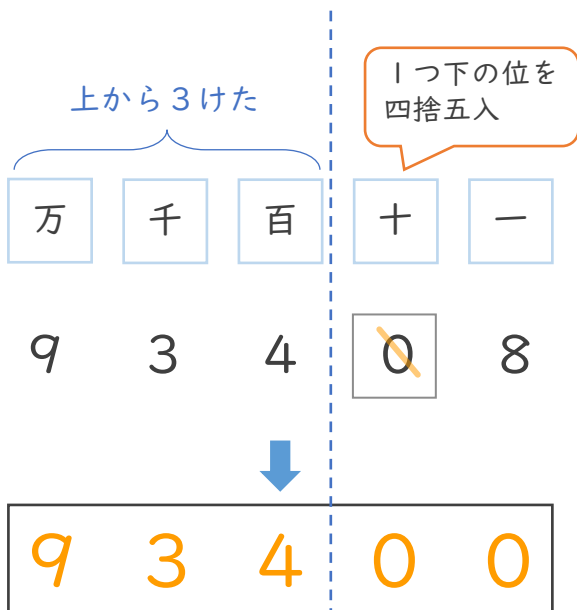 1つ下の位を
四捨五入
上から3けた
万 千 百 十 一
9 3 4 0 8
9 3 4 0 0